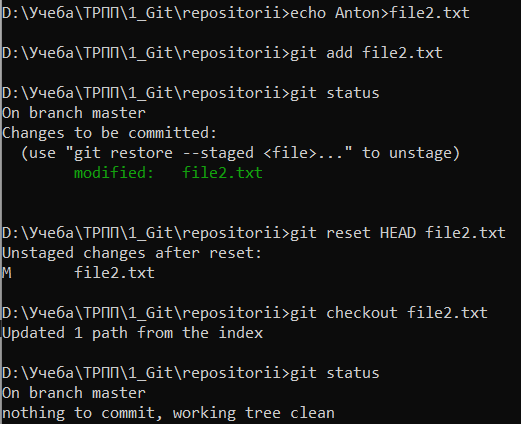 D:\Учеба\ТРПП\1_Git\repositorii>echo Anton>file2.txt
D:\Учеба\ТРПП\1_Git\repositorii>git add file2.txt
D:\Учеба\ТРПП\1_Git\repositorii>git status
On branch master
Changes to be committed:
  (use "git restore --staged <file>..." to unstage)
        modified:   file2.txt
D:\Учеба\ТРПП\1_Git\repositorii>git reset HEAD file2.txt
Unstaged changes after reset:
M       file2.txt
D:\Учеба\ТРПП\1_Git\repositorii>git checkout file2.txt
Updated 1 path from the index
D:\Учеба\ТРПП\1_Git\repositorii>git status
On branch master
nothing to commit, working tree clean